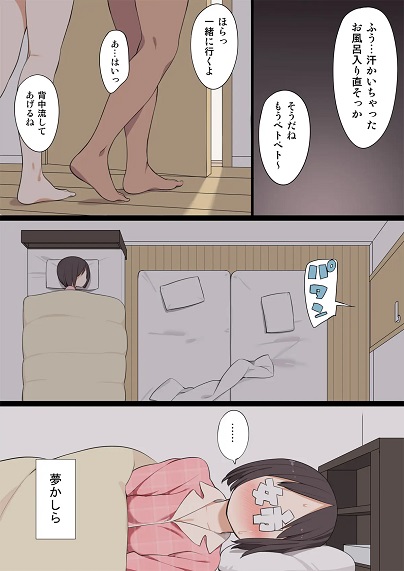 ふう…汗かいちゃった
お風呂入り直そっか
そうだね
もうベトベト〜
ほらっ
一緒に行くよ
あ…はいっ
背中流して
あげるね
パタン
……
夢かしら